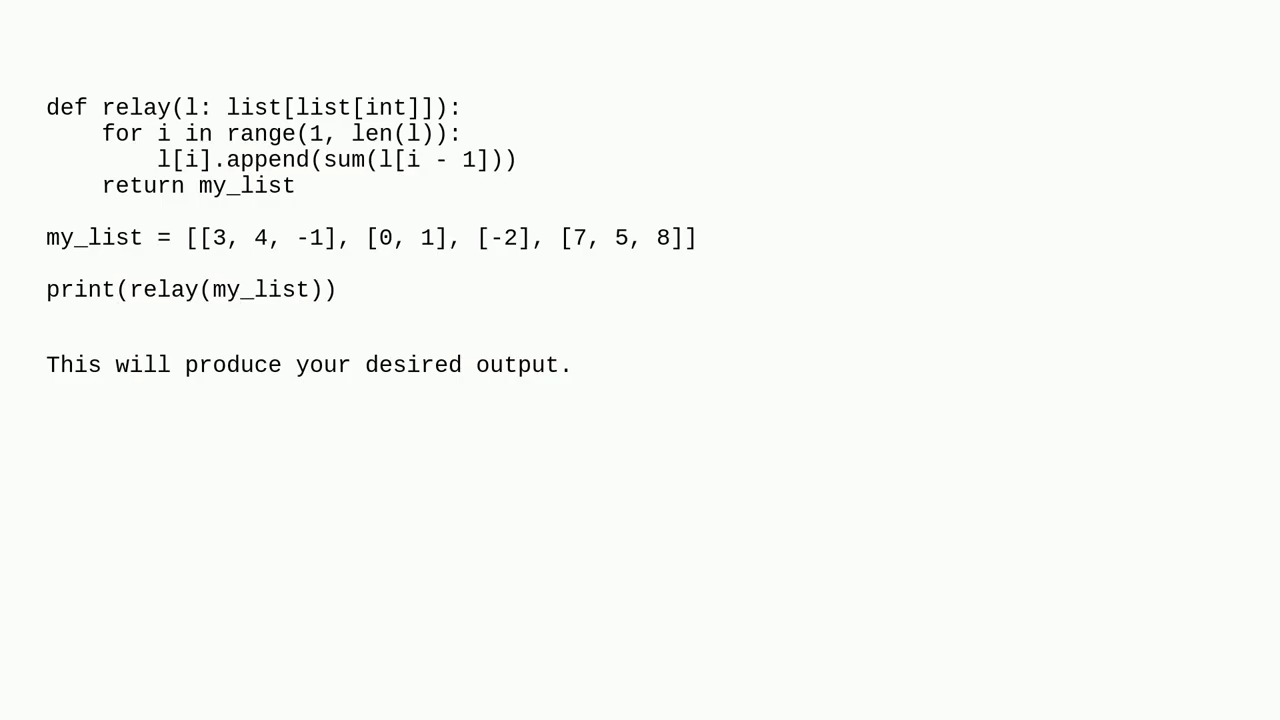 def relay(l: list[list[int]]):
    for i in range(1, len(l)):
        l[i].append(sum(l[i - 1]))
    return my_list
my_list = [[3, 4, -1], [0, 1], [-2], [7, 5, 8]]
print(relay(my_list))
This will produce your desired output.